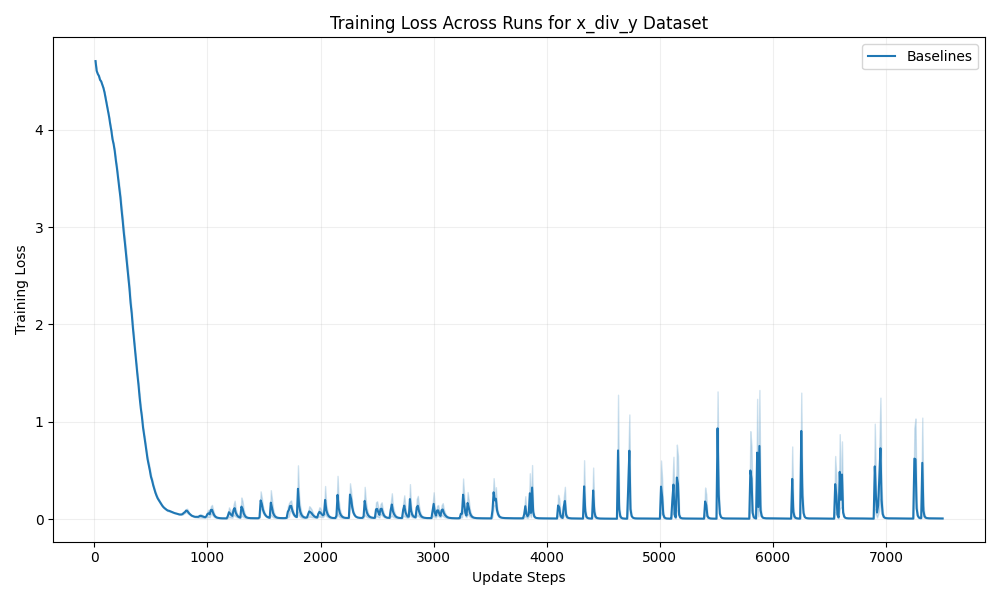 Training Loss Across Runs for x_div_y Dataset
Baselines
Training Loss
4
3
2
1
0
0 1000 2000 3000 4000 5000 6000 7000
Update Steps